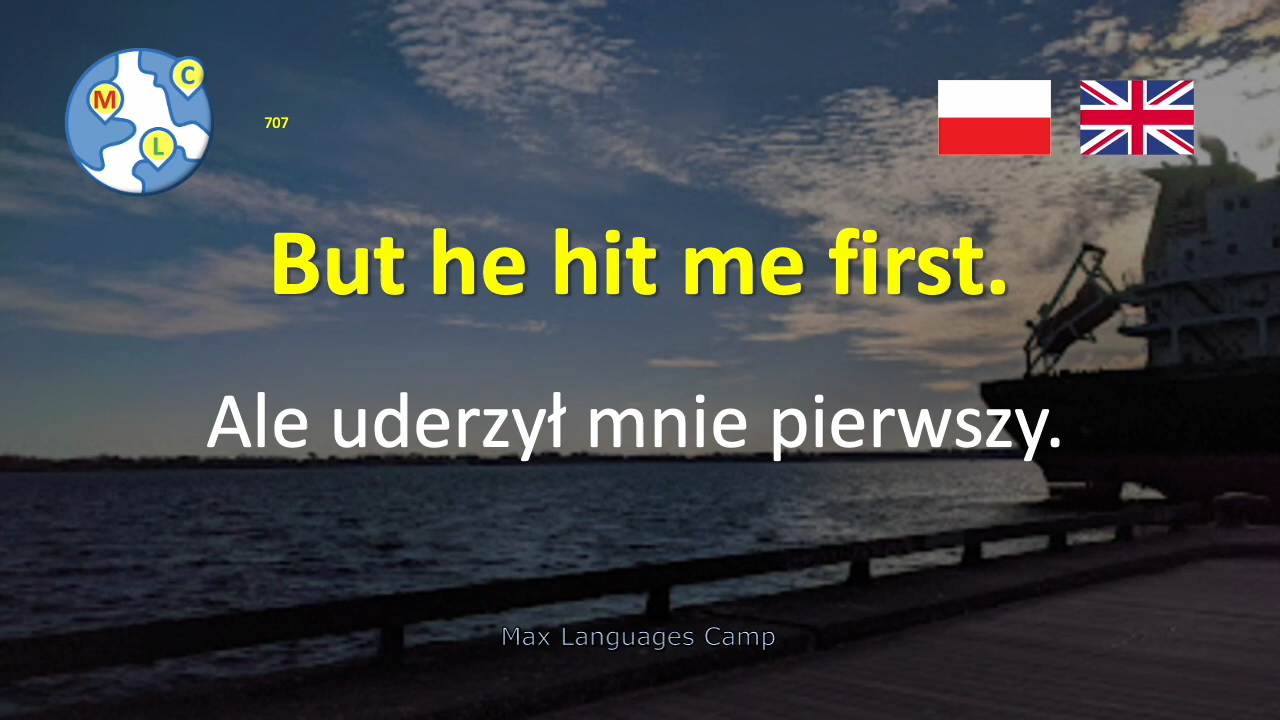 M C L
707
But he hit me first.
Ale uderzył mnie pierwszy.
Max Languages Camp